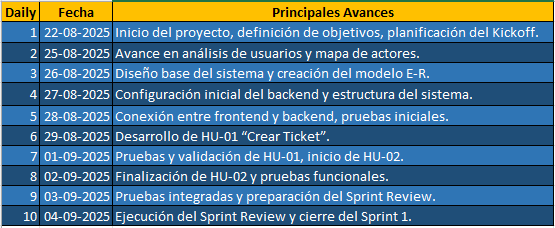 Daily Fecha Principales Avances
1 22-08-2025 Inicio del proyecto, definición de objetivos, planificación del Kickoff.
2 25-08-2025 Avance en análisis de usuarios y mapa de actores.
3 26-08-2025 Diseño base del sistema y creación del modelo E-R.
4 27-08-2025 Configuración inicial del backend y estructura del sistema.
5 28-08-2025 Conexión entre frontend y backend, pruebas iniciales.
6 29-08-2025 Desarrollo de HU-01 “Crear Ticket”.
7 01-09-2025 Pruebas y validación de HU-01, inicio de HU-02.
8 02-09-2025 Finalización de HU-02 y pruebas funcionales.
9 03-09-2025 Pruebas integradas y preparación del Sprint Review.
10 04-09-2025 Ejecución del Sprint Review y cierre del Sprint 1.